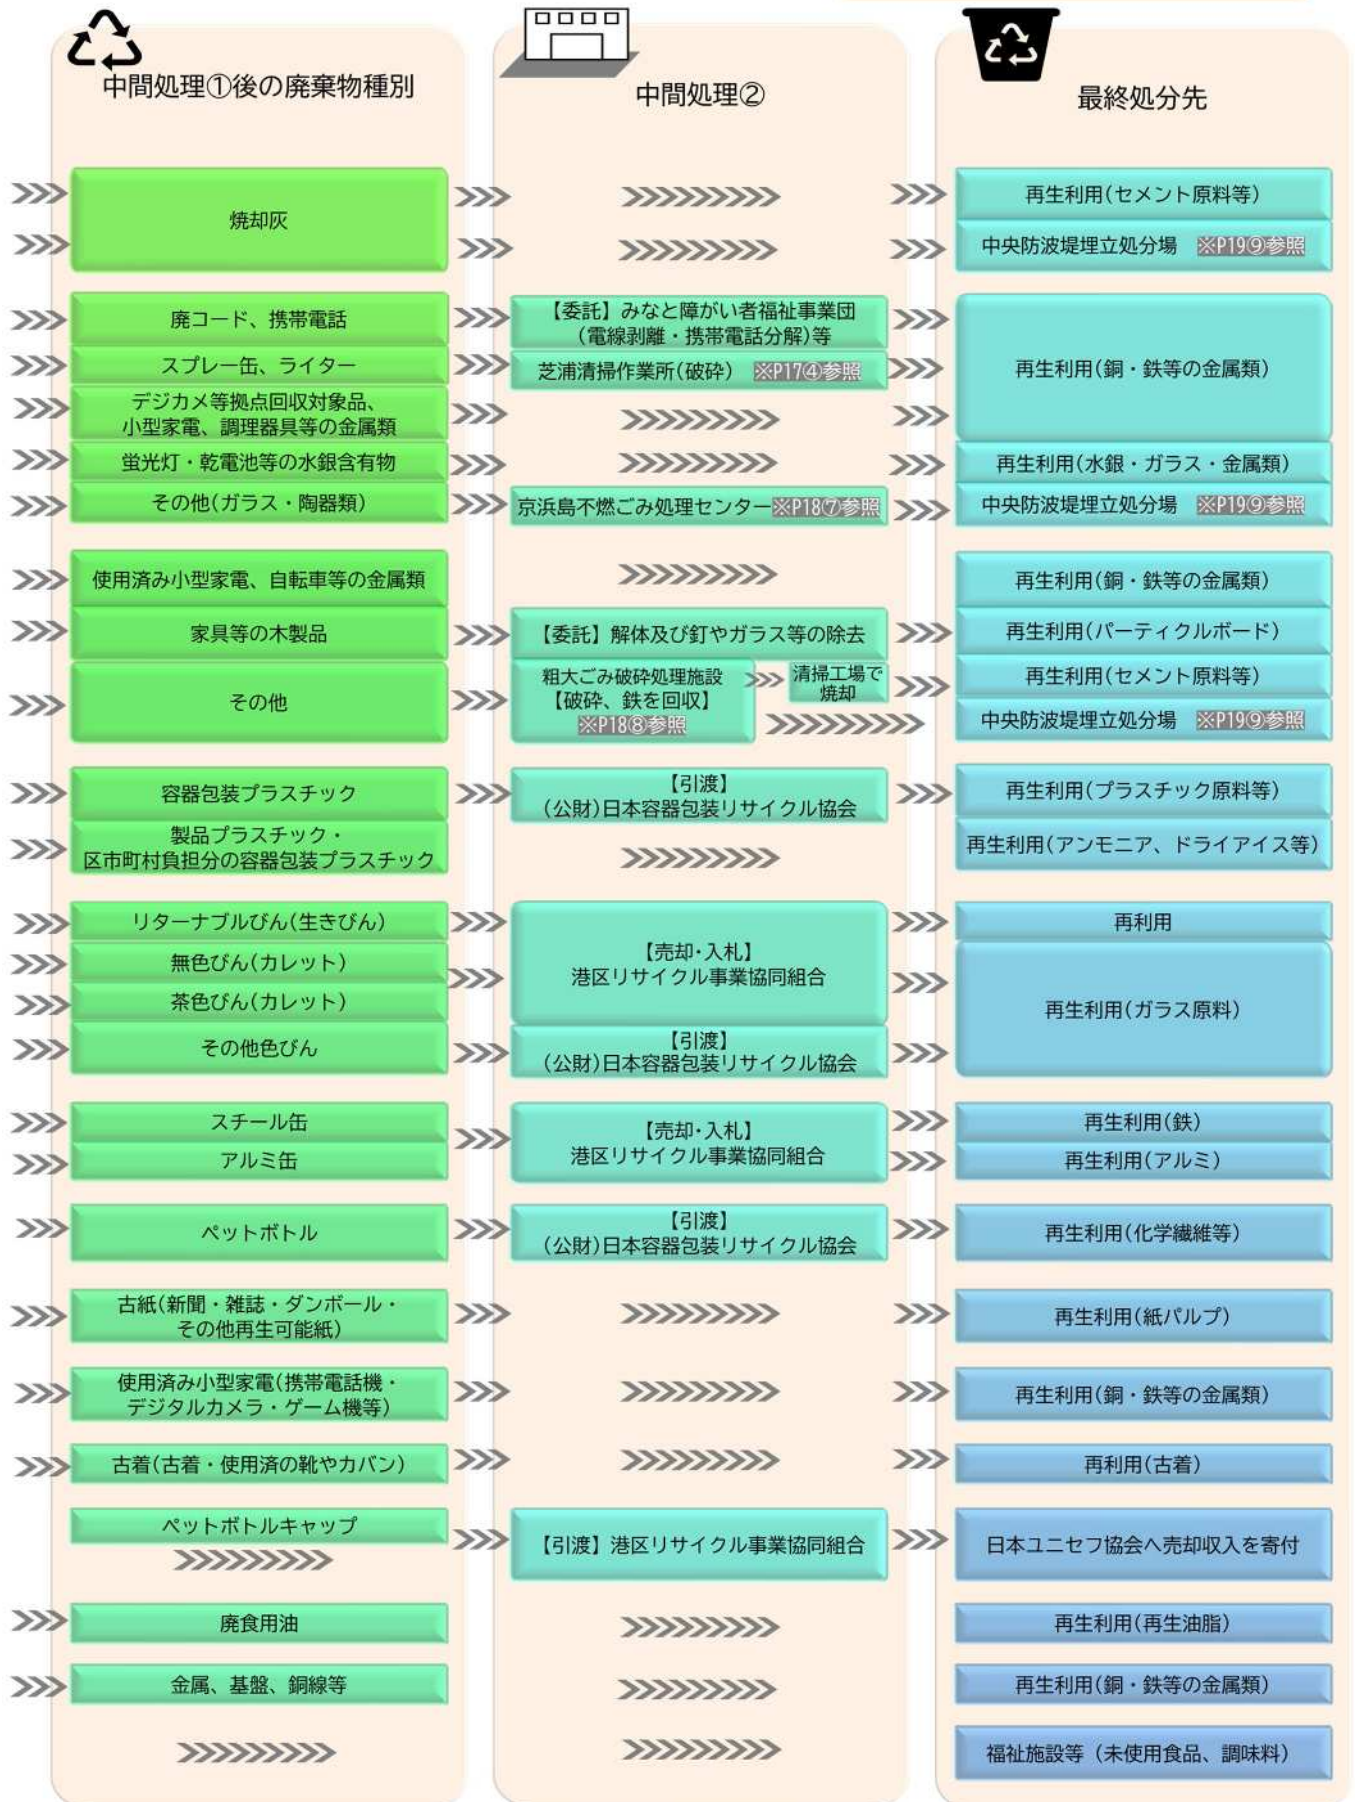 中間処理①後の廃棄物種別
中間処理②
最終処分先
焼却灰
再生利用(セメント原料等)
中央防波堤埋立処分場 ※P19⑨参照
廃コード、携帯電話
【委託】みなと障がい者福祉事業団
(電線剥離・携帯電話分解)等
再生利用(銅・鉄等の金属類)
スプレー缶、ライター
芝浦清掃作業所(破砕) ※P17④参照
デジカメ等拠点回収対象品、
小型家電、調理器具等の金属類
蛍光灯・乾電池等の水銀含有物
再生利用(水銀・ガラス・金属類)
その他(ガラス・陶器類)
京浜島不燃ごみ処理センター※P18⑦参照
中央防波堤埋立処分場 ※P19⑨参照
使用済み小型家電、自転車等の金属類
再生利用(銅・鉄等の金属類)
家具等の木製品
【委託】解体及び釘やガラス等の除去
再生利用(パーティクルボード)
その他
粗大ごみ破砕処理施設
【破砕、鉄を回収】
※P18⑧参照
清掃工場で
焼却
再生利用(セメント原料等)
中央防波堤埋立処分場 ※P19⑨参照
容器包装プラスチック
【引渡】
(公財)日本容器包装リサイクル協会
再生利用(プラスチック原料等)
製品プラスチック・
区市町村負担分の容器包装プラスチック
再生利用(アンモニア、ドライアイス等)
リターナブルびん(生きびん)
【売却・入札】
港区リサイクル事業協同組合
再利用
無色びん(カレット)
茶色びん(カレット)
再生利用(ガラス原料)
その他色びん
【引渡】
(公財)日本容器包装リサイクル協会
スチール缶
【売却・入札】
港区リサイクル事業協同組合
再生利用(鉄)
アルミ缶
再生利用(アルミ)
ペットボトル
【引渡】
(公財)日本容器包装リサイクル協会
再生利用(化学繊維等)
古紙(新聞・雑誌・ダンボール・
その他再生可能紙)
再生利用(紙パルプ)
使用済み小型家電(携帯電話機・
デジタルカメラ・ゲーム機等)
再生利用(銅・鉄等の金属類)
古着(古着・使用済の靴やカバン)
再利用(古着)
ペットボトルキャップ
【引渡】港区リサイクル事業協同組合
日本ユニセフ協会へ売却収入を寄付
廃食用油
再生利用(再生油脂)
金属、基盤、銅線等
再生利用(銅・鉄等の金属類)
福祉施設等(未使用食品、調味料)